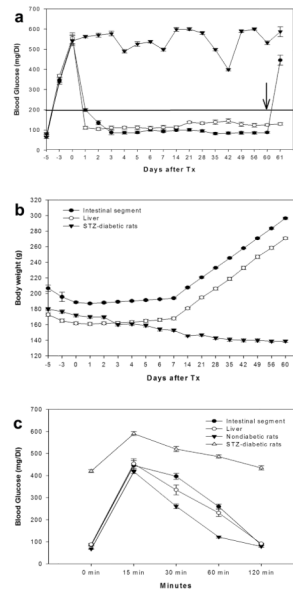 a
Blood Glucose (mg/Dl)
700
600
500
400
300
200
100
0
-5 -3 0 1 2 3 4 5 6 7 14 21 28 35 42 49 56 60 61
Days after Tx
b
Body weight (g)
320
300
280
260
240
220
200
180
160
140
120
Intestinal segment
Liver
STZ-diabetic rats
-5 -3 0 1 2 3 4 5 6 7 14 21 28 42 49 56 60
Days after Tx
c
Blood Glucose (mg/Dl)
700
600
500
400
300
200
100
0
Intestinal segment
Liver
Nondiabetic rats
STZ-diabetic rats
0 min 15 min 30 min 60 min 120 min
Minutes